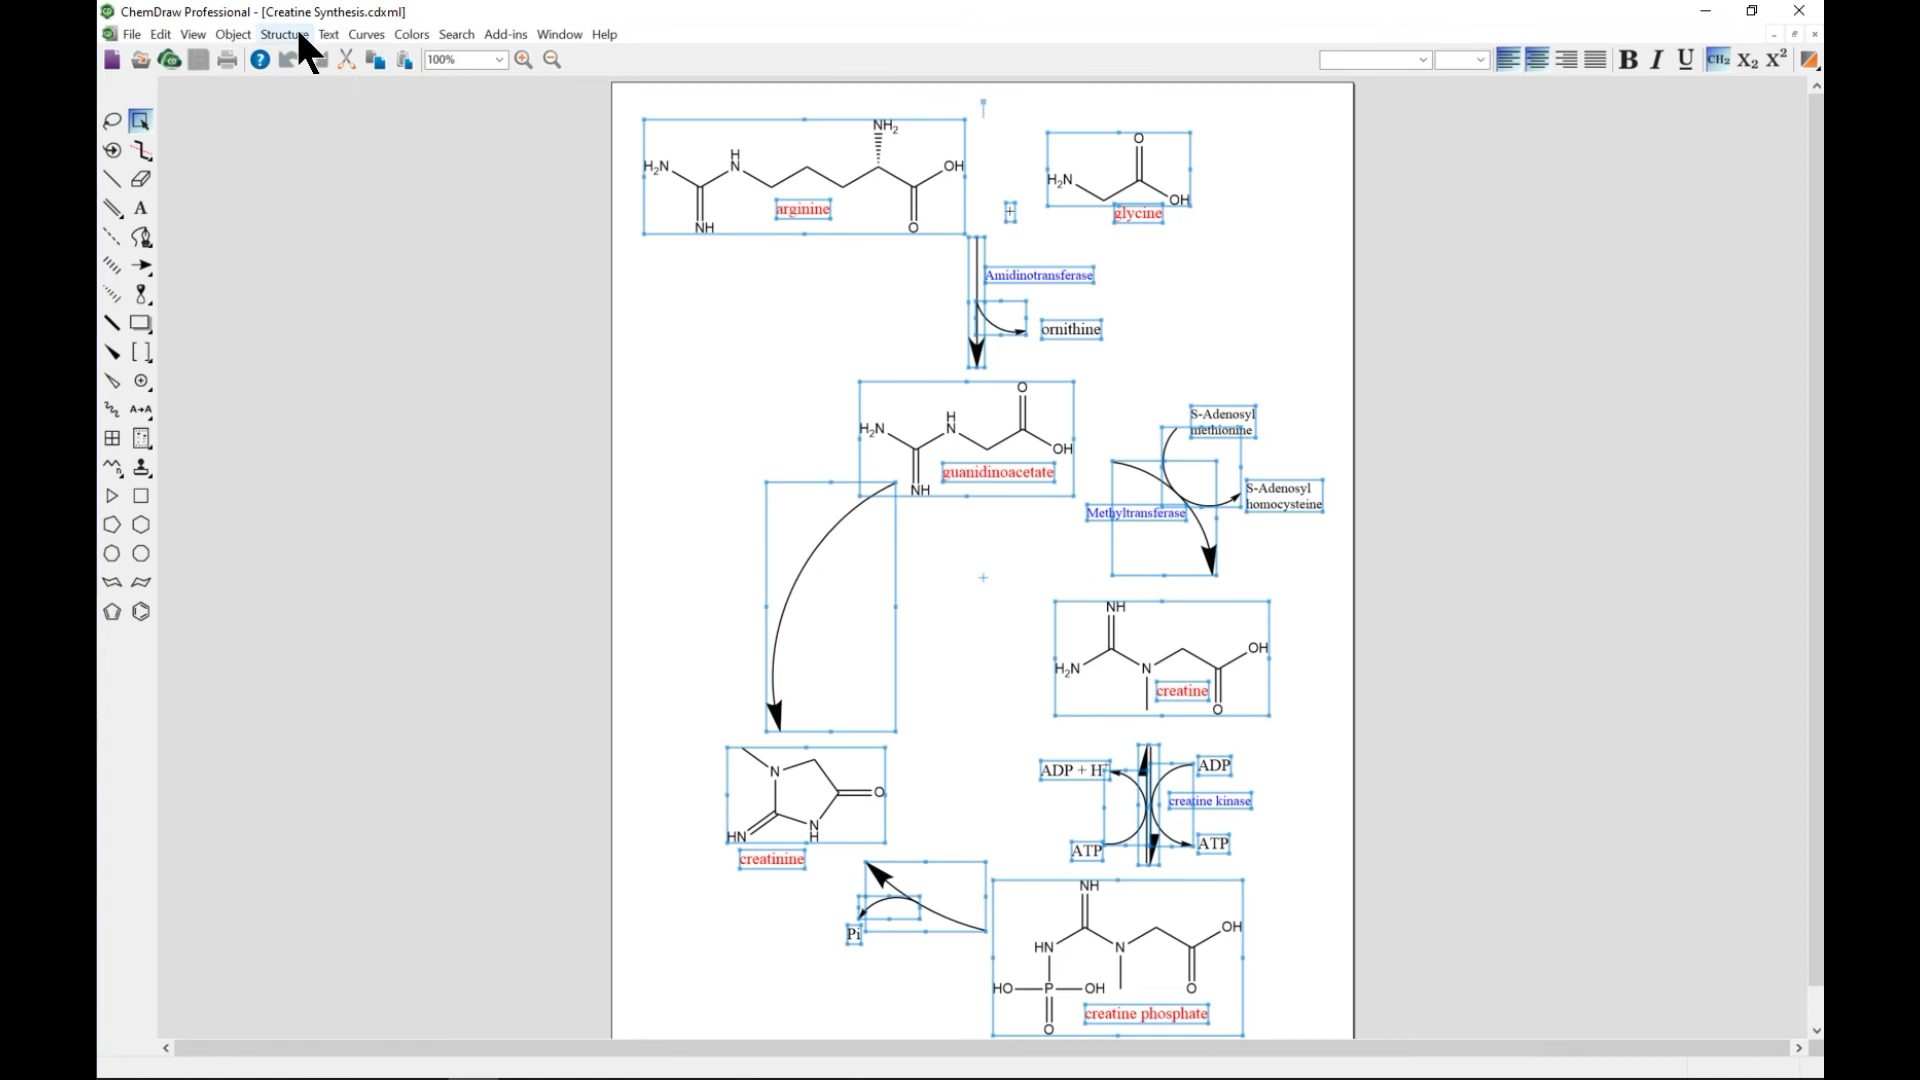 ChemDraw Professional - [Creatine Synthesis.cdxml]
File Edit View Object Structure Text Curves Colors Search Add-ins Window Help
100%
B I U CH₂ X₂ X²
A
A→A
NH₂
H₂N
H
N
OH
arginine
NH
O
+
O
H₂N
OH
glycine
Amidinotransferase
ornithine
O
H₂N
H
N
OH
guanidinoacetate
NH
S-Adenosyl
methionine
S-Adenosyl
homocysteine
Methyltransferase
NH
H₂N
N
OH
creatine
O
N
O
HN
N
H
creatinine
ADP + H⁺
ADP
creatine kinase
ATP
ATP
Pi
NH
HN
N
OH
HO
P
OH
O
O
creatine phosphate